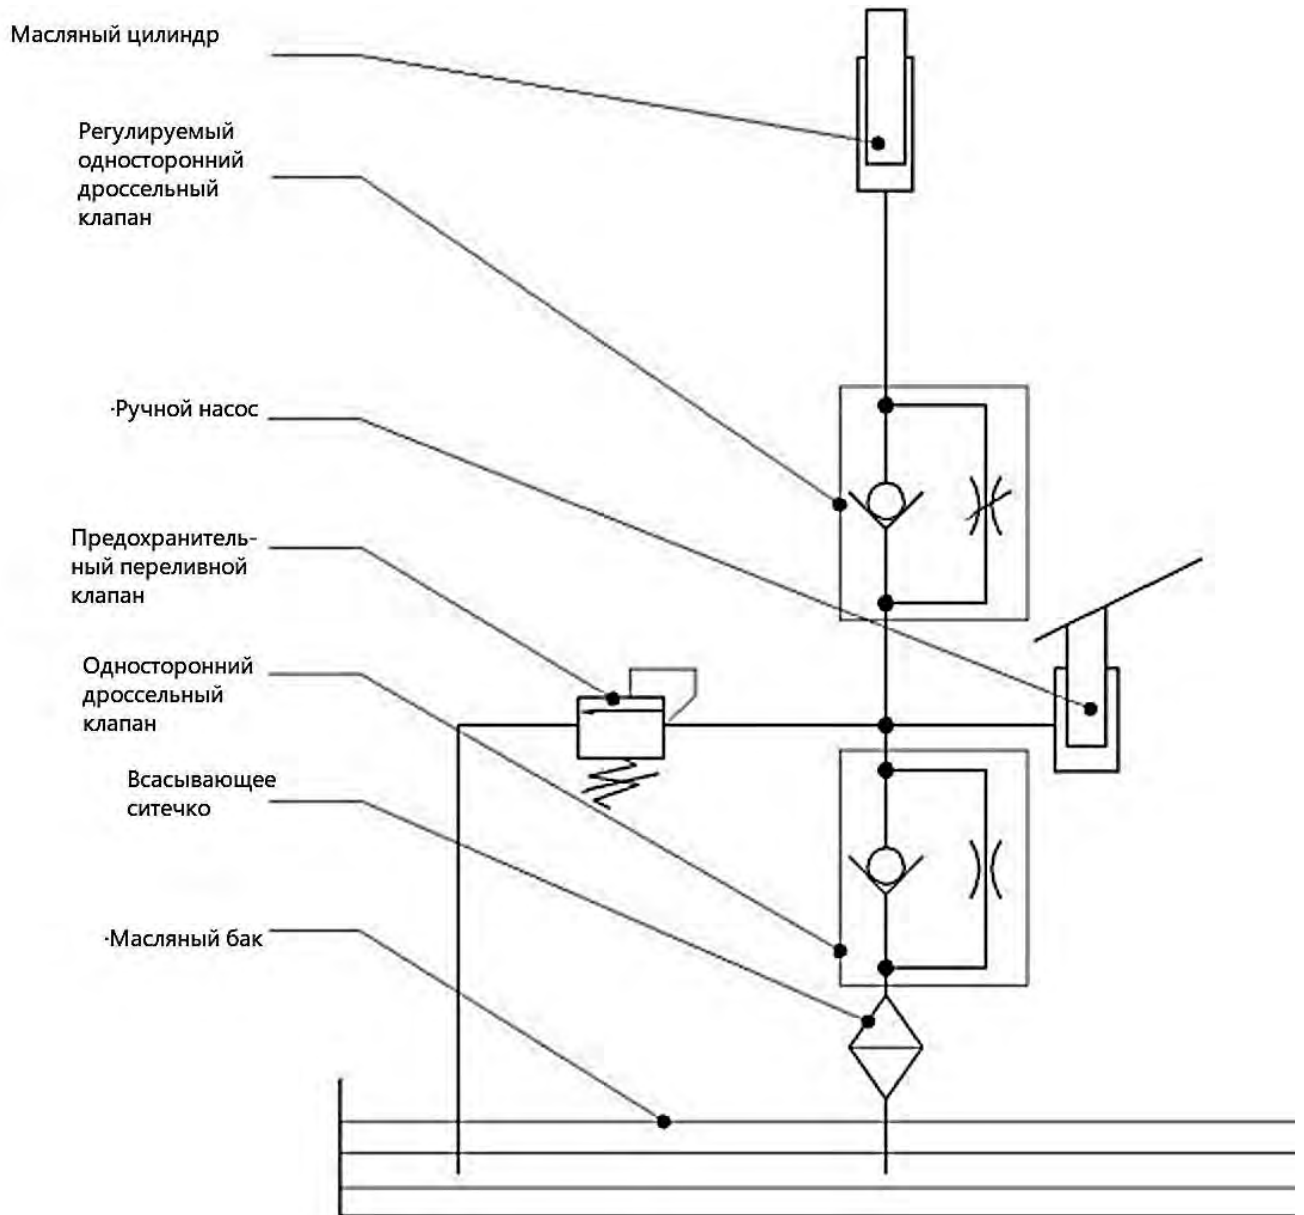 Масляный цилиндр
Регулируемый
односторонний
дроссельный
клапан
·Ручной насос
Предохранитель-
ный переливной
клапан
Односторонний
дроссельный
клапан
Всасывающее
ситечко
·Масляный бак